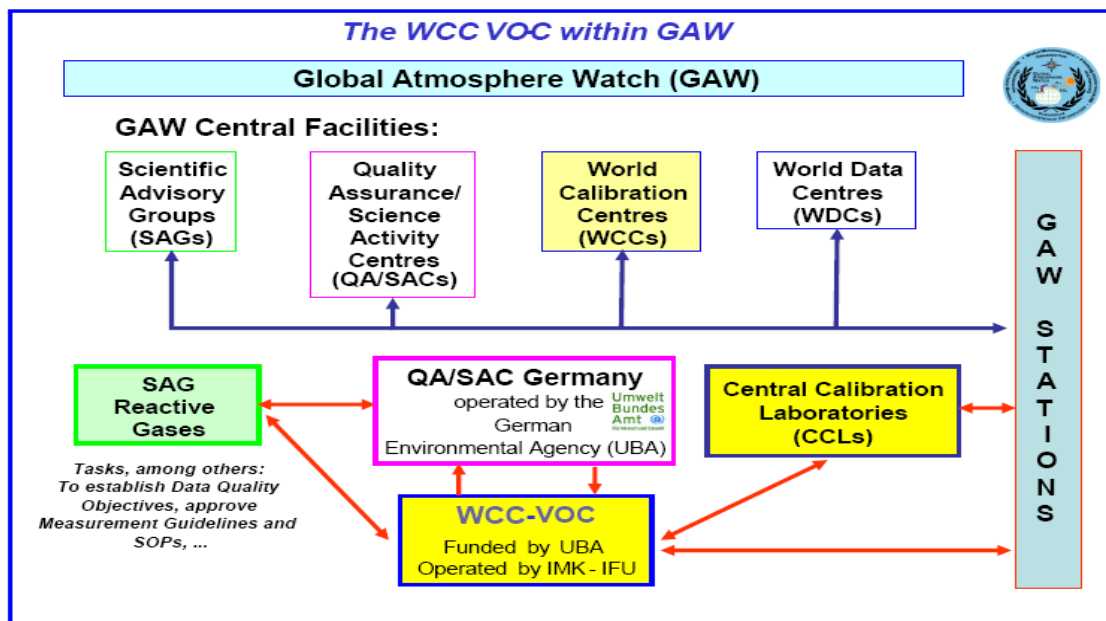 The WCC VOC within GAW
Global Atmosphere Watch (GAW)
GAW Central Facilities:
Scientific
Advisory
Groups
(SAGs)
Quality
Assurance/
Science
Activity
Centres
(QA/SACs)
World
Calibration
Centres
(WCCs)
World Data
Centres
(WDCs)
GAW STATIONS
SAG
Reactive
Gases
QA/SAC Germany
operated by the
German
Environmental Agency (UBA)
Umwelt
Bundes
Amt
Central Calibration
Laboratories
(CCLs)
Tasks, among others:
To establish Data Quality
Objectives, approve
Measurement Guidelines and
SOPs, ...
WCC-VOC
Funded by UBA
Operated by IMK - IFU